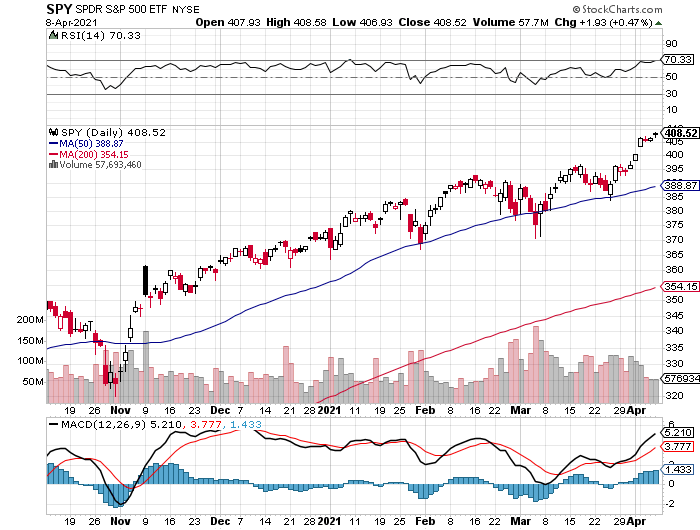 SPY SPDR S&P 500 ETF NYSE © StockCharts.com
8-Apr-2021 Open 407.93 High 408.58 Low 406.93 Close 408.52 Volume 57.7M Chg +1.93 (+0.47%)
RSI(14) 70.33
90
70.33
50
30
10
SPY (Daily) 408.52
MA(50) 388.87
MA(200) 354.15
Volume 57,693,460
410
408.52
405
400
395
390
388.87
385
380
375
370
365
360
355
354.15
350
345
340
335
330
325
320
200M
150M
100M
50M
57693460
19 26 Nov 9 16 23 Dec 7 14 21 28 2021 11 19 25 Feb 8 16 22 Mar 8 15 22 29 Apr
MACD(12,26,9) 5.210, 3.777, 1.433
5.210
3.777
2
1.433
0
-2
19 26 Nov 9 16 23 Dec 7 14 21 28 2021 11 19 25 Feb 8 16 22 Mar 8 15 22 29 Apr